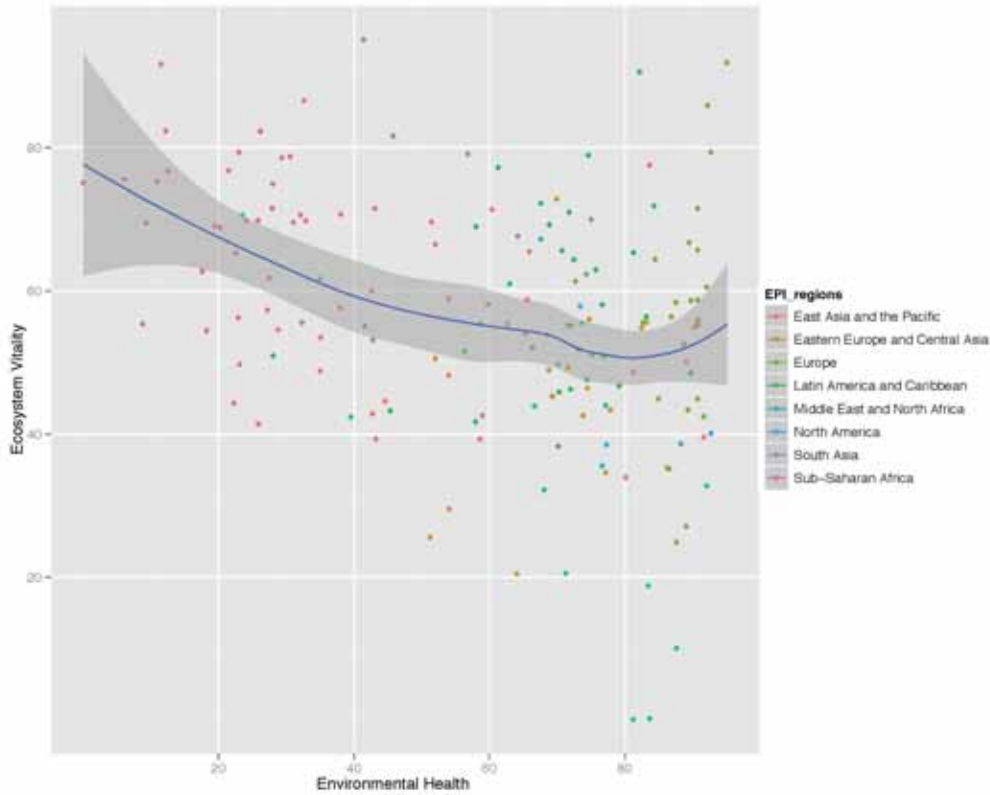 80
60
40
20
Ecosystem Vitality
20
40
60
80
Environmental Health
EPI_regions
East Asia and the Pacific
Eastern Europe and Central Asia
Europe
Latin America and Caribbean
Middle East and North Africa
North America
South Asia
Sub-Saharan Africa